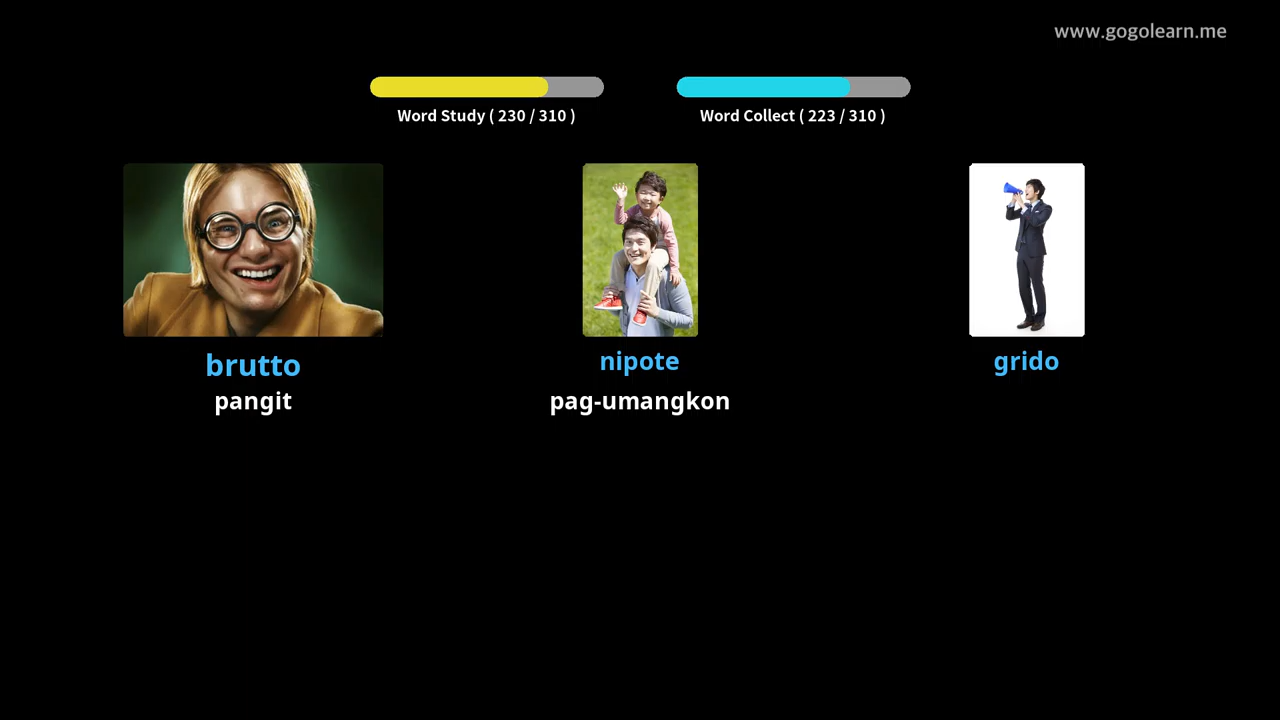 www.gogolearn.me
Word Study ( 230 / 310 )
Word Collect ( 223 / 310 )
brutto
nipote
grido
pangit
pag-umangkon